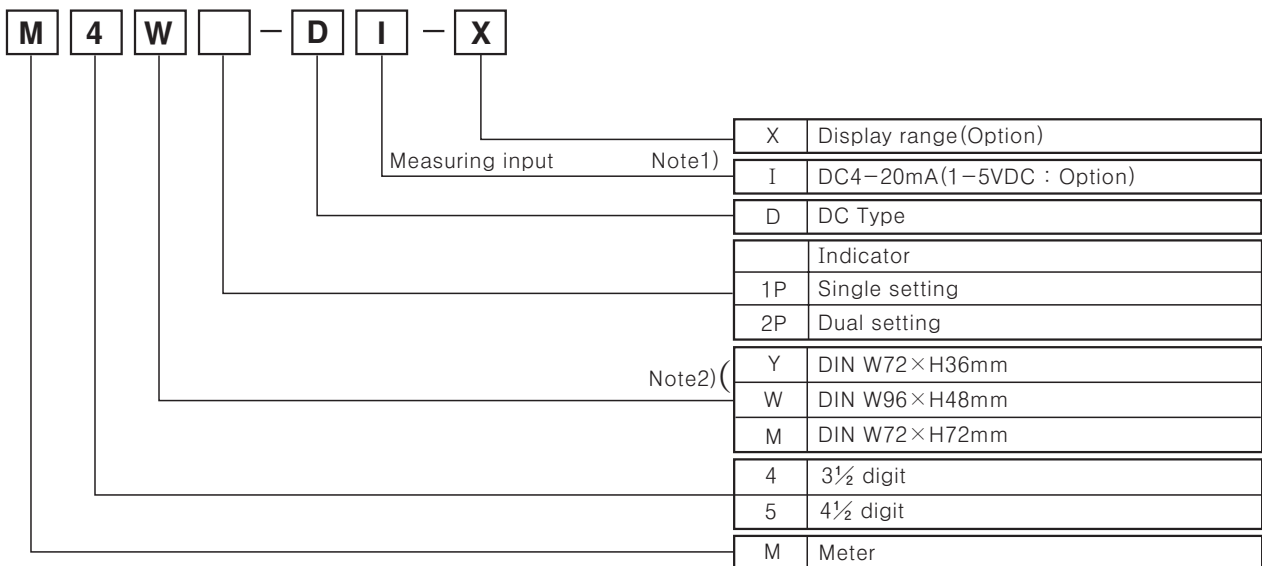 M 4 W - D I - X
X Display range(Option)
Measuring input Note1)
I DC4-20mA(1-5VDC : Option)
D DC Type
Indicator
1P Single setting
2P Dual setting
Note2)(
Y DIN W72×H36mm
W DIN W96×H48mm
M DIN W72×H72mm
4 3½ digit
5 4½ digit
M Meter